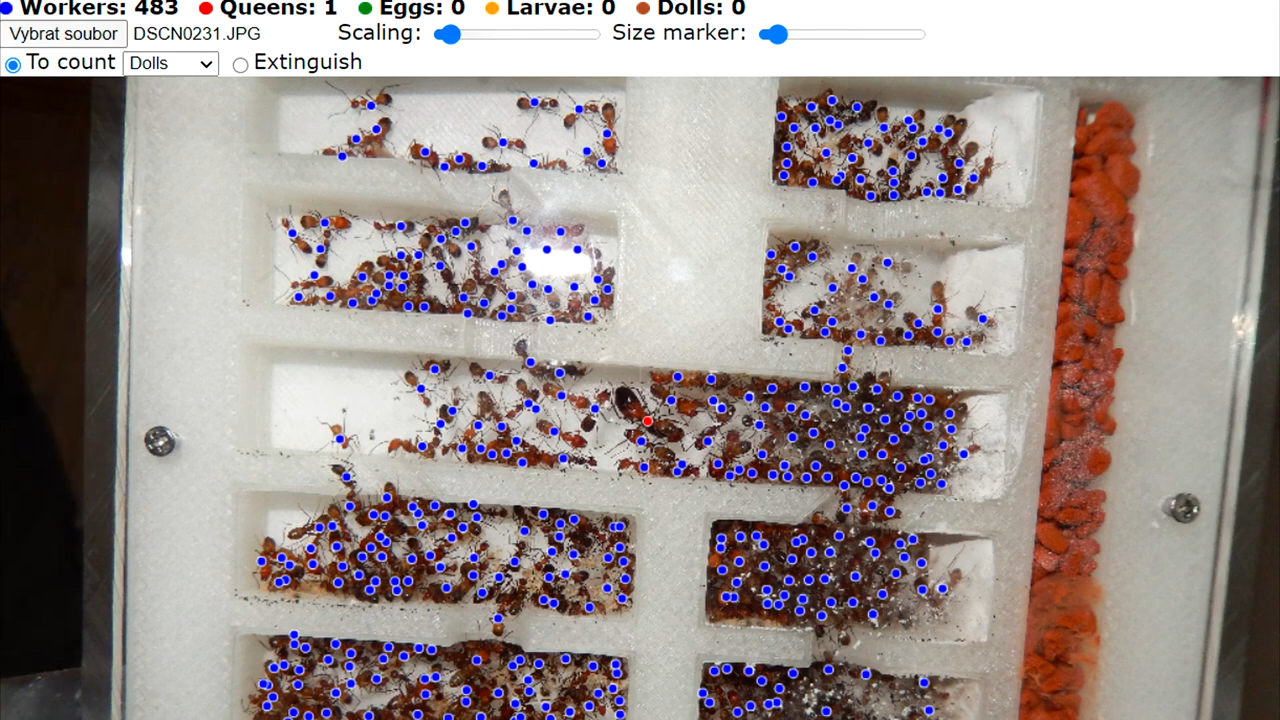 Workers: 483 Queens: 1 Eggs: 0 Larvae: 0 Dolls: 0
Vybrat soubor DSCN0231.JPG Scaling: Size marker:
To count Dolls Extinguish